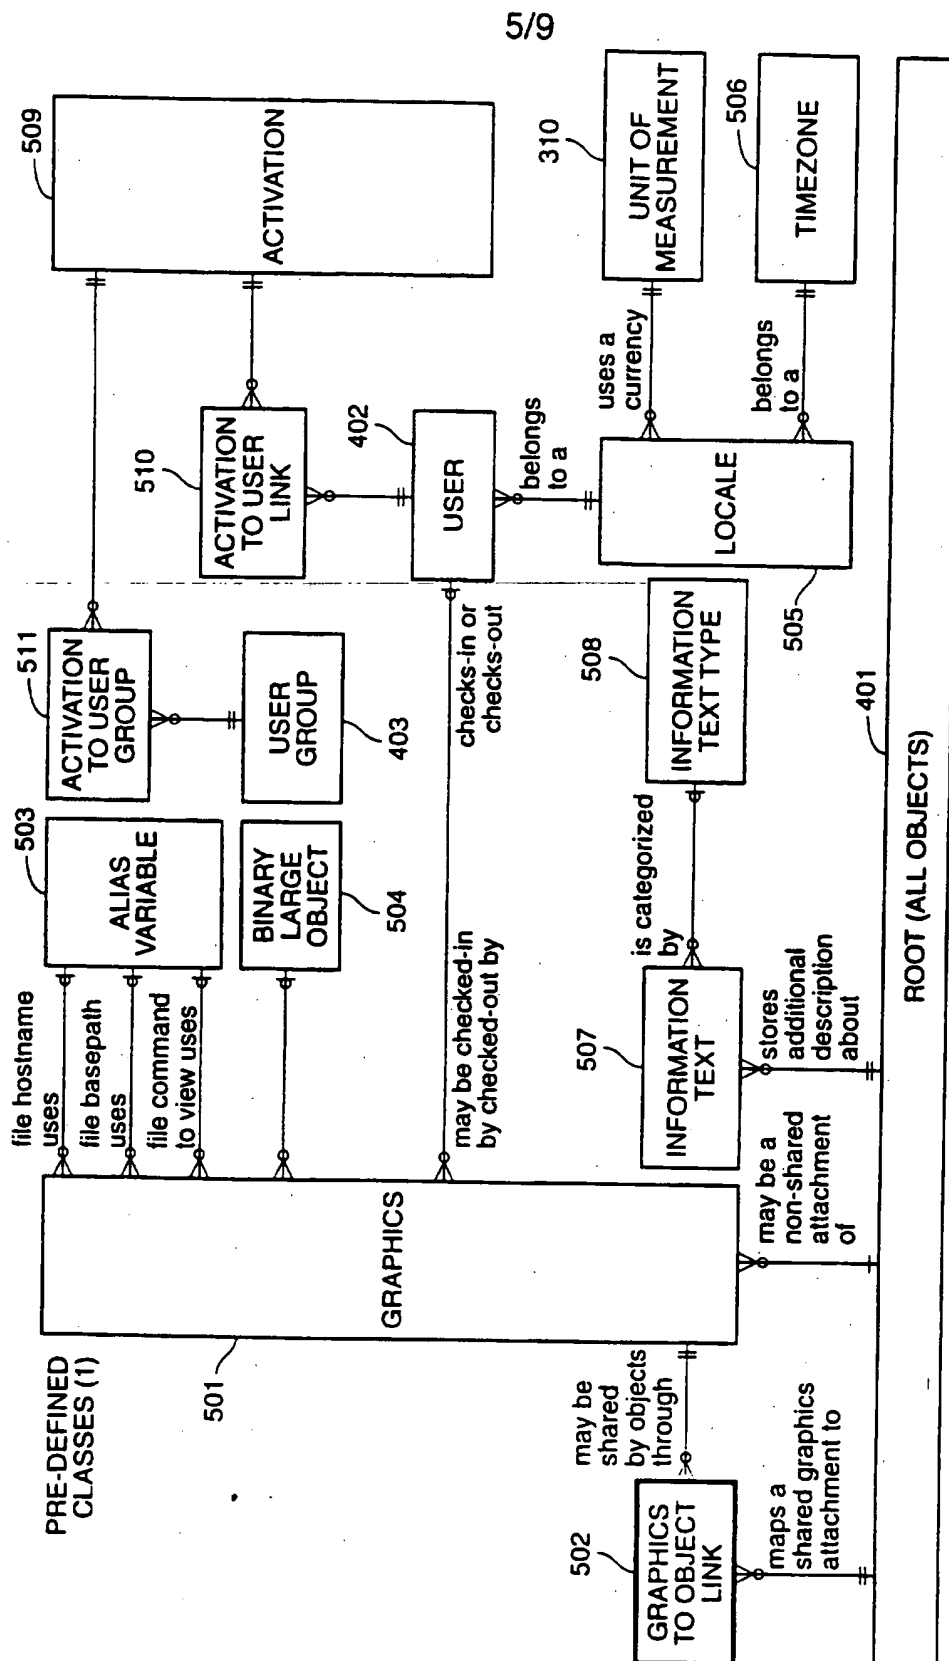 5/9
PRE-DEFINED
CLASSES (1)
501
GRAPHICS
file hostname
uses
file basepath
uses
file command
to view uses
503
ALIAS
VARIABLE
BINARY
LARGE
OBJECT
504
511
ACTIVATION
TO USER
GROUP
USER
GROUP
403
509
ACTIVATION
510
ACTIVATION
TO USER
LINK
402
USER
may be checked-in
by checked-out by
checks-in or
checks-out
belongs
to a
LOCALE
505
uses a
currency
310
UNIT OF
MEASUREMENT
belongs
to a
506
TIMEZONE
508
INFORMATION
TEXT TYPE
is categorized
by
507
INFORMATION
TEXT
stores
additional
description
about
may be a
non-shared
attachment
of
may be
shared
by objects
through
502
GRAPHICS
TO OBJECT
LINK
maps a
shared graphics
attachment to
401
ROOT (ALL OBJECTS)